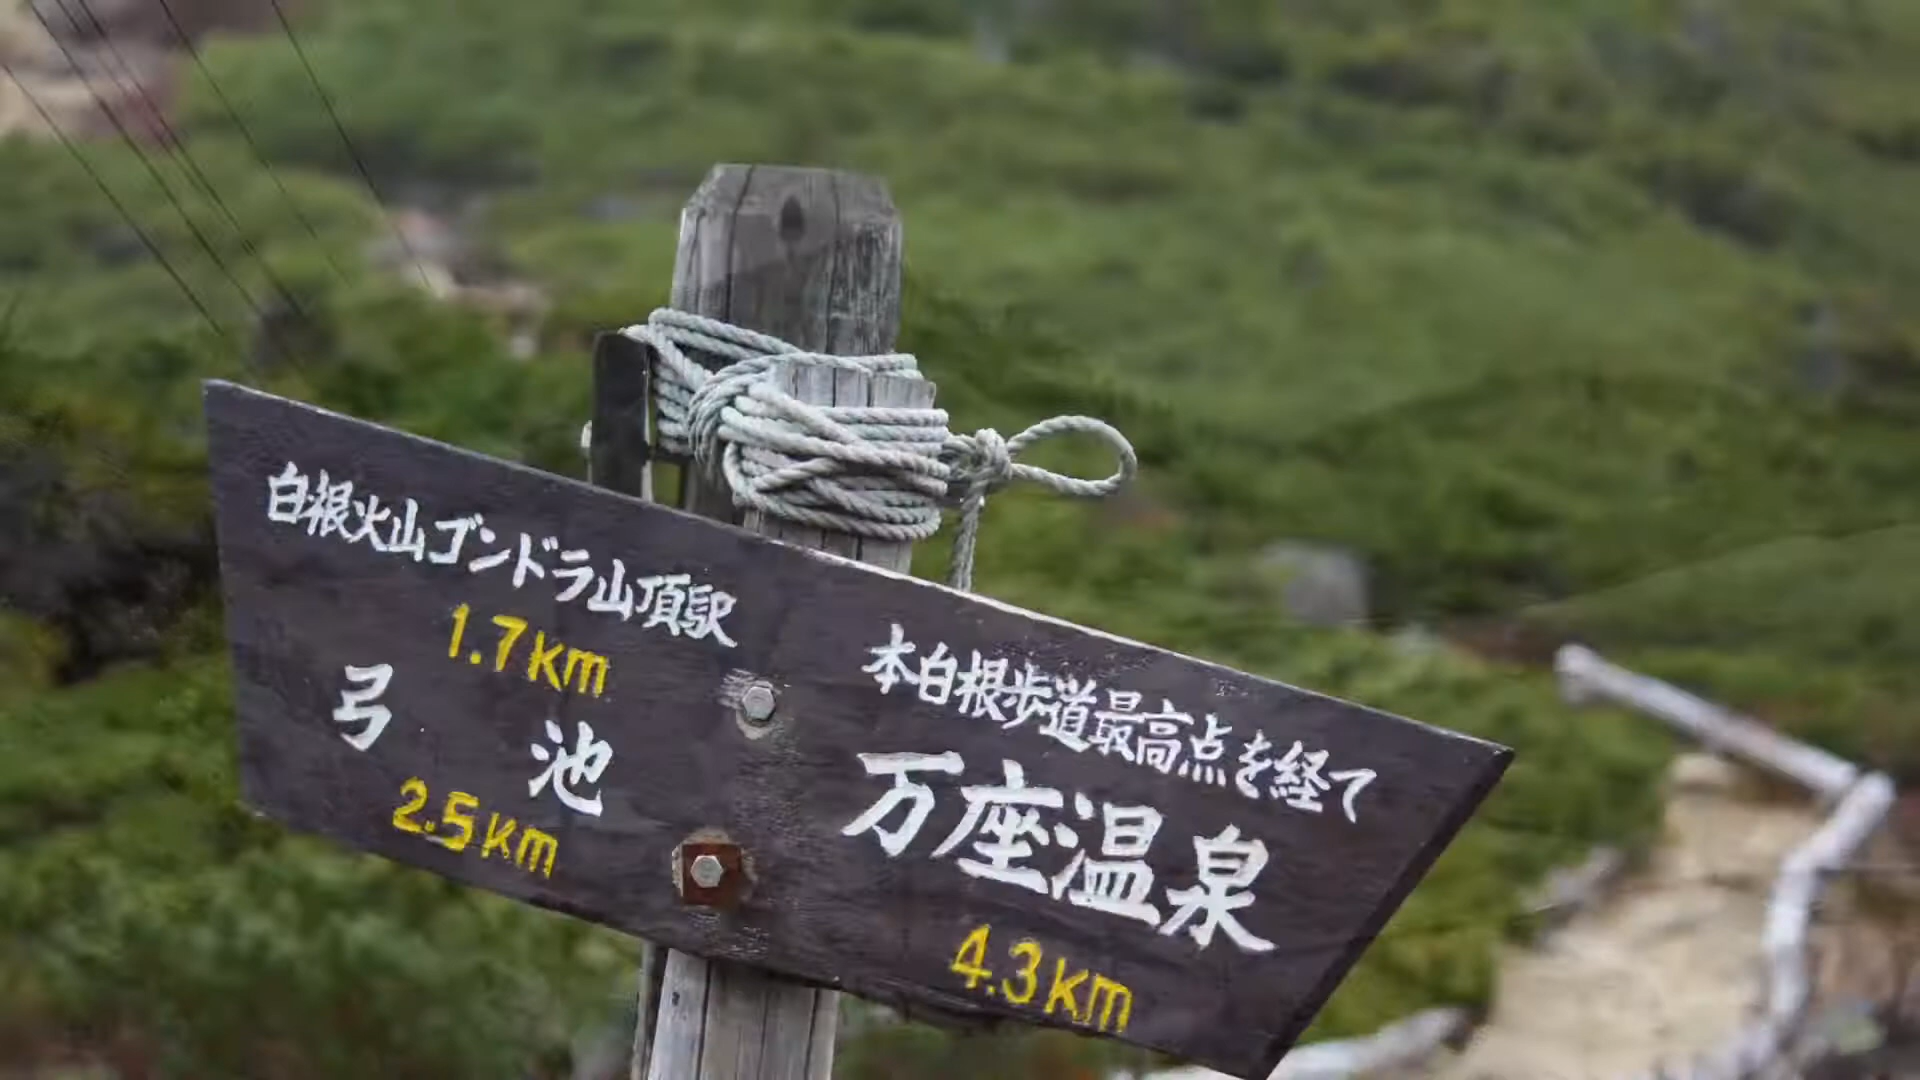 白根火山ゴンドラ山頂駅
1.7km
弓池
2.5km
本白根歩道最高点を経て
万座温泉
4.3km